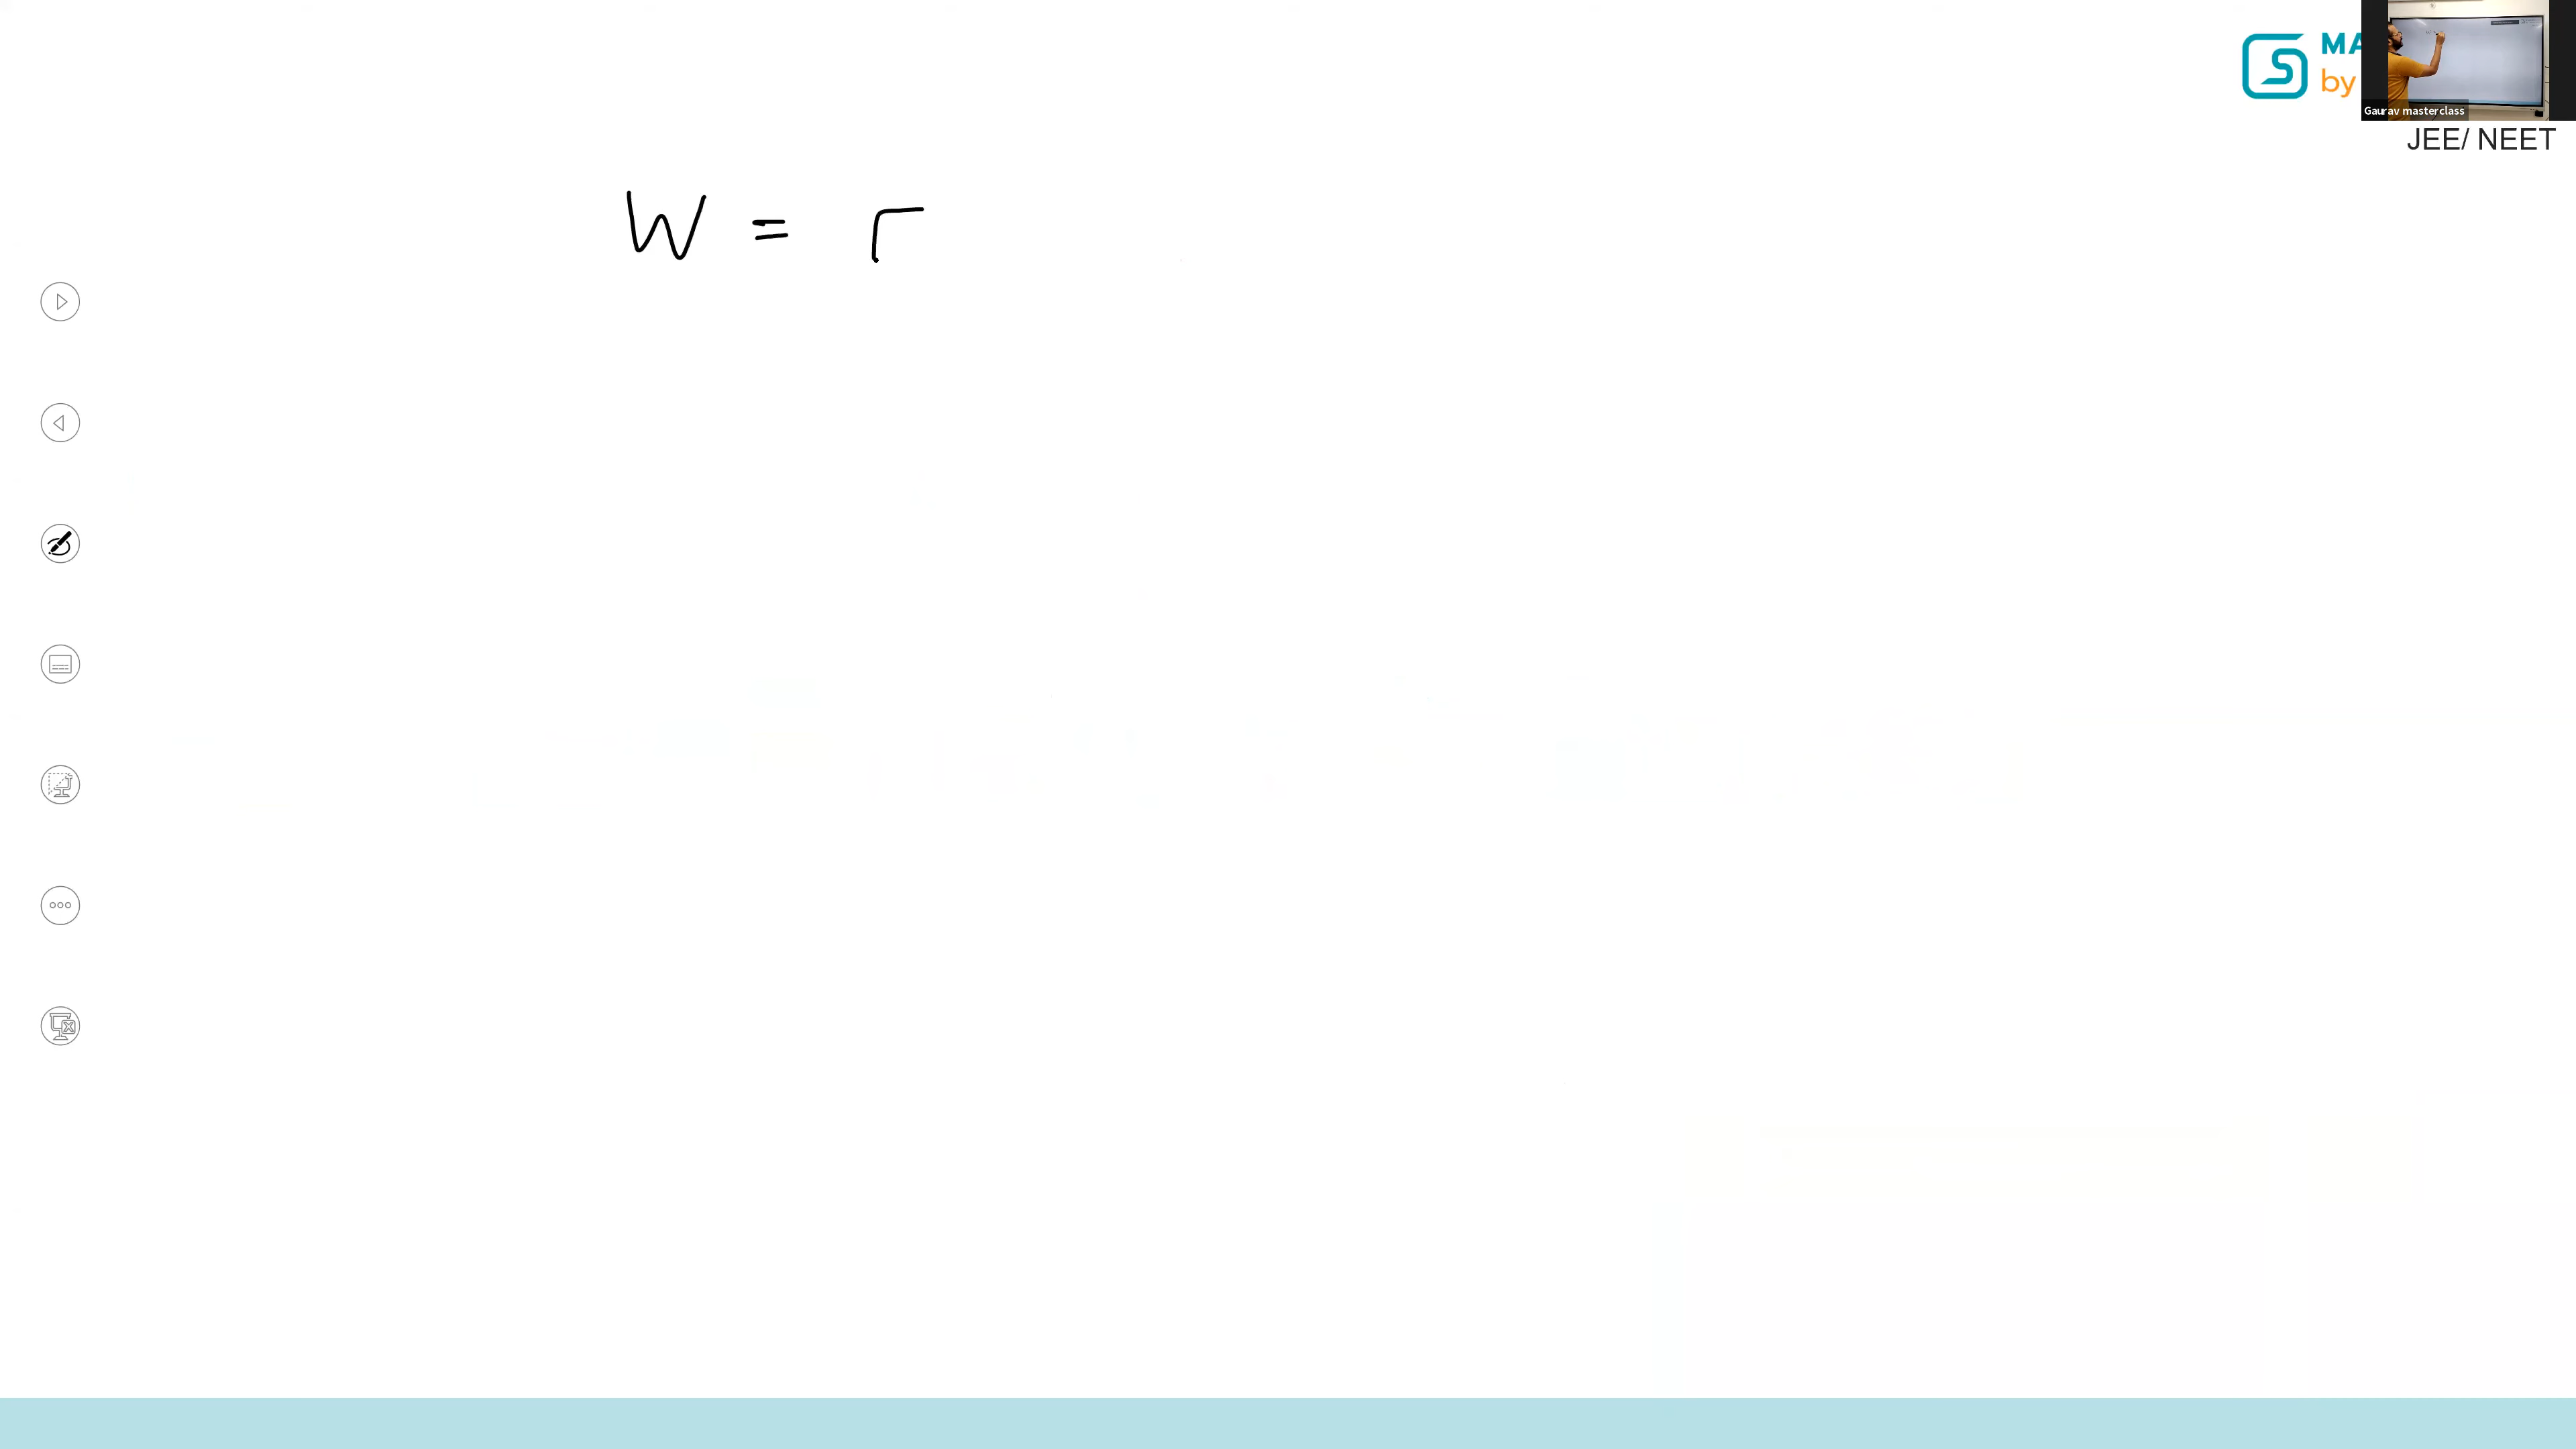 MA
by
Gaurav masterclass
JEE/ NEET
W = Γ